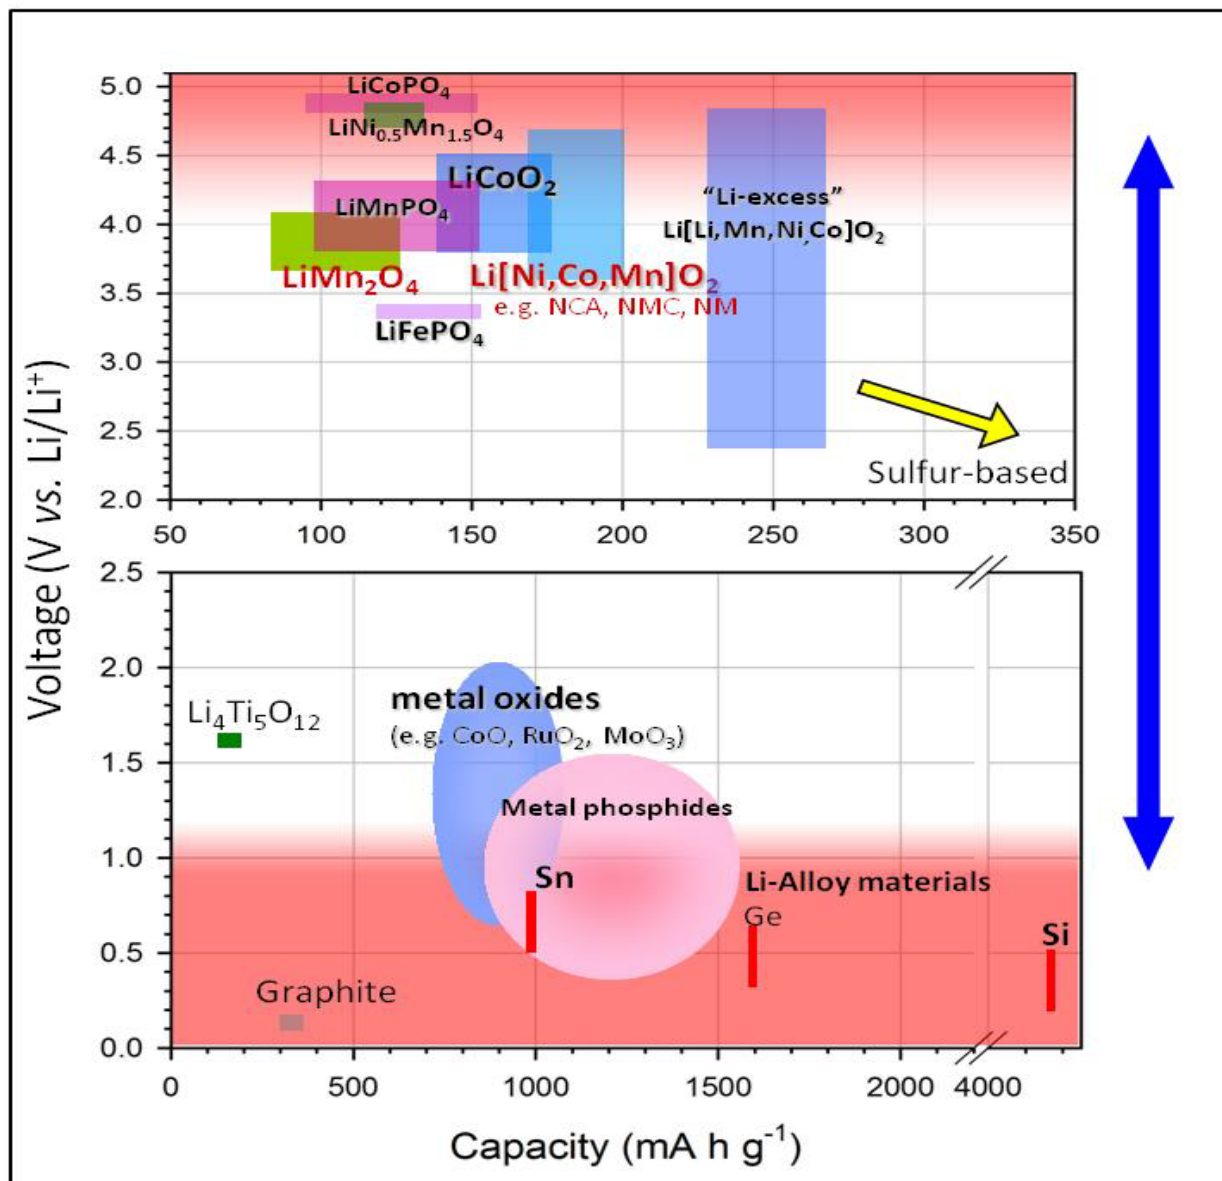 5.0
4.5
4.0
3.5
3.0
2.5
2.0
LiCoPO₄
LiNi₀.₅Mn₁.₅O₄
LiCoO₂
LiMnPO₄
LiMn₂O₄
Li[Ni,Co,Mn]O₂
e.g. NCA, NMC, NM
LiFePO₄
“Li-excess”
Li[Li,Mn,Ni,Co]O₂
Sulfur-based
50 100 150 200 250 300 350
Voltage (V vs. Li/Li⁺)
2.5
2.0
1.5
1.0
0.5
0.0
Li₄Ti₅O₁₂
metal oxides
(e.g. CoO, RuO₂, MoO₃)
Metal phosphides
Sn
Li-Alloy materials
Ge
Si
Graphite
0 500 1000 1500 2000 4000
Capacity (mA h g⁻¹)